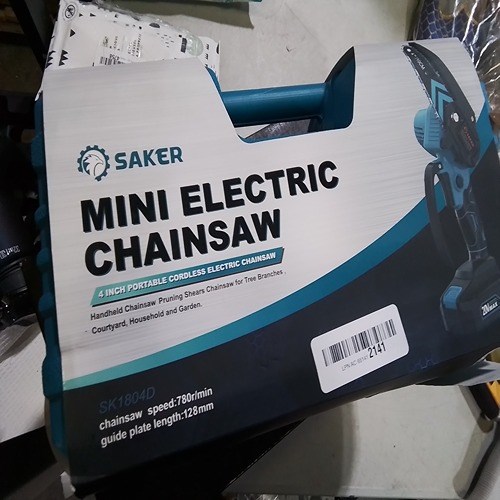 SAKER
MINI ELECTRIC
CHAINSAW
4 INCH PORTABLE CORDLESS ELECTRIC CHAINSAW
Handheld Chainsaw Pruning Shears Chainsaw for Tree Branches ,
Courtyard, Household and Garden.
2141
SK1804D
chainsaw speed:780r/min
guide plate length:128mm